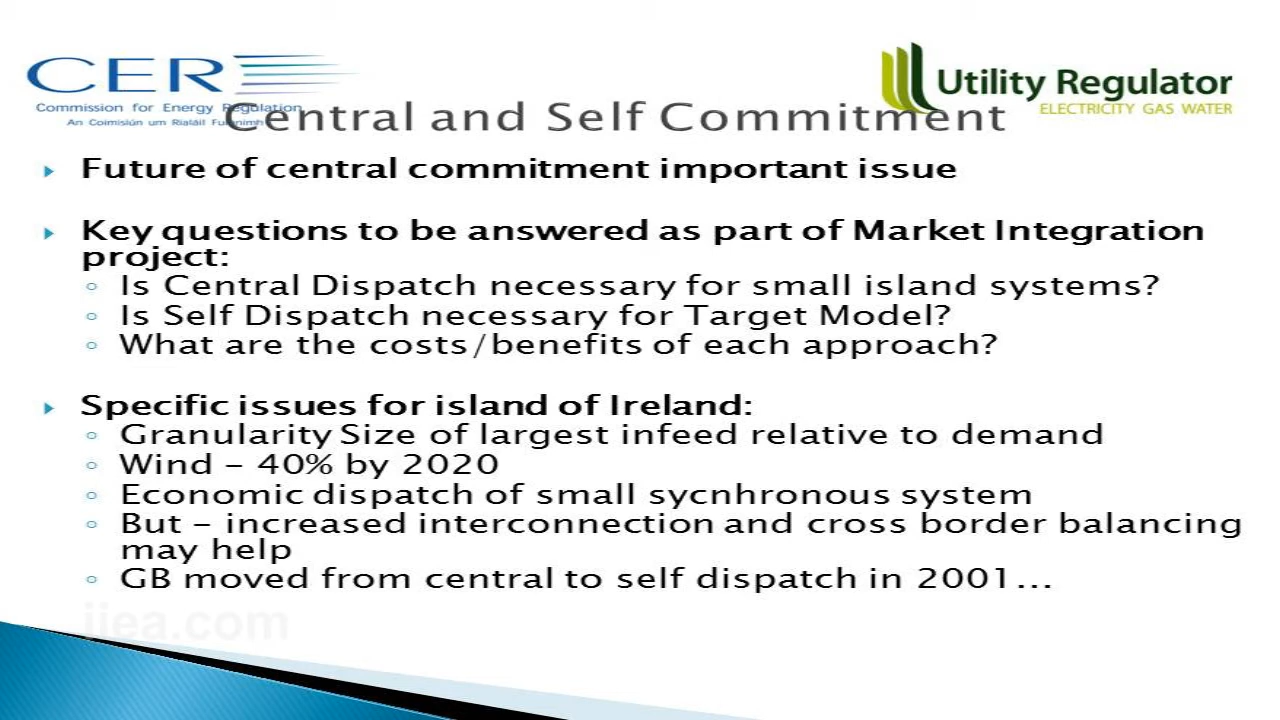 CER
Commission for Energy Regulation
An Coimisiún um Rialáil Fuinnimh
Utility Regulator
ELECTRICITY GAS WATER
Central and Self Commitment
Future of central commitment important issue
Key questions to be answered as part of Market Integration
project:
Is Central Dispatch necessary for small island systems?
Is Self Dispatch necessary for Target Model?
What are the costs/benefits of each approach?
Specific issues for island of Ireland:
Granularity Size of largest infeed relative to demand
Wind – 40% by 2020
Economic dispatch of small sycnhronous system
But – increased interconnection and cross border balancing
may help
GB moved from central to self dispatch in 2001...
iiea.com